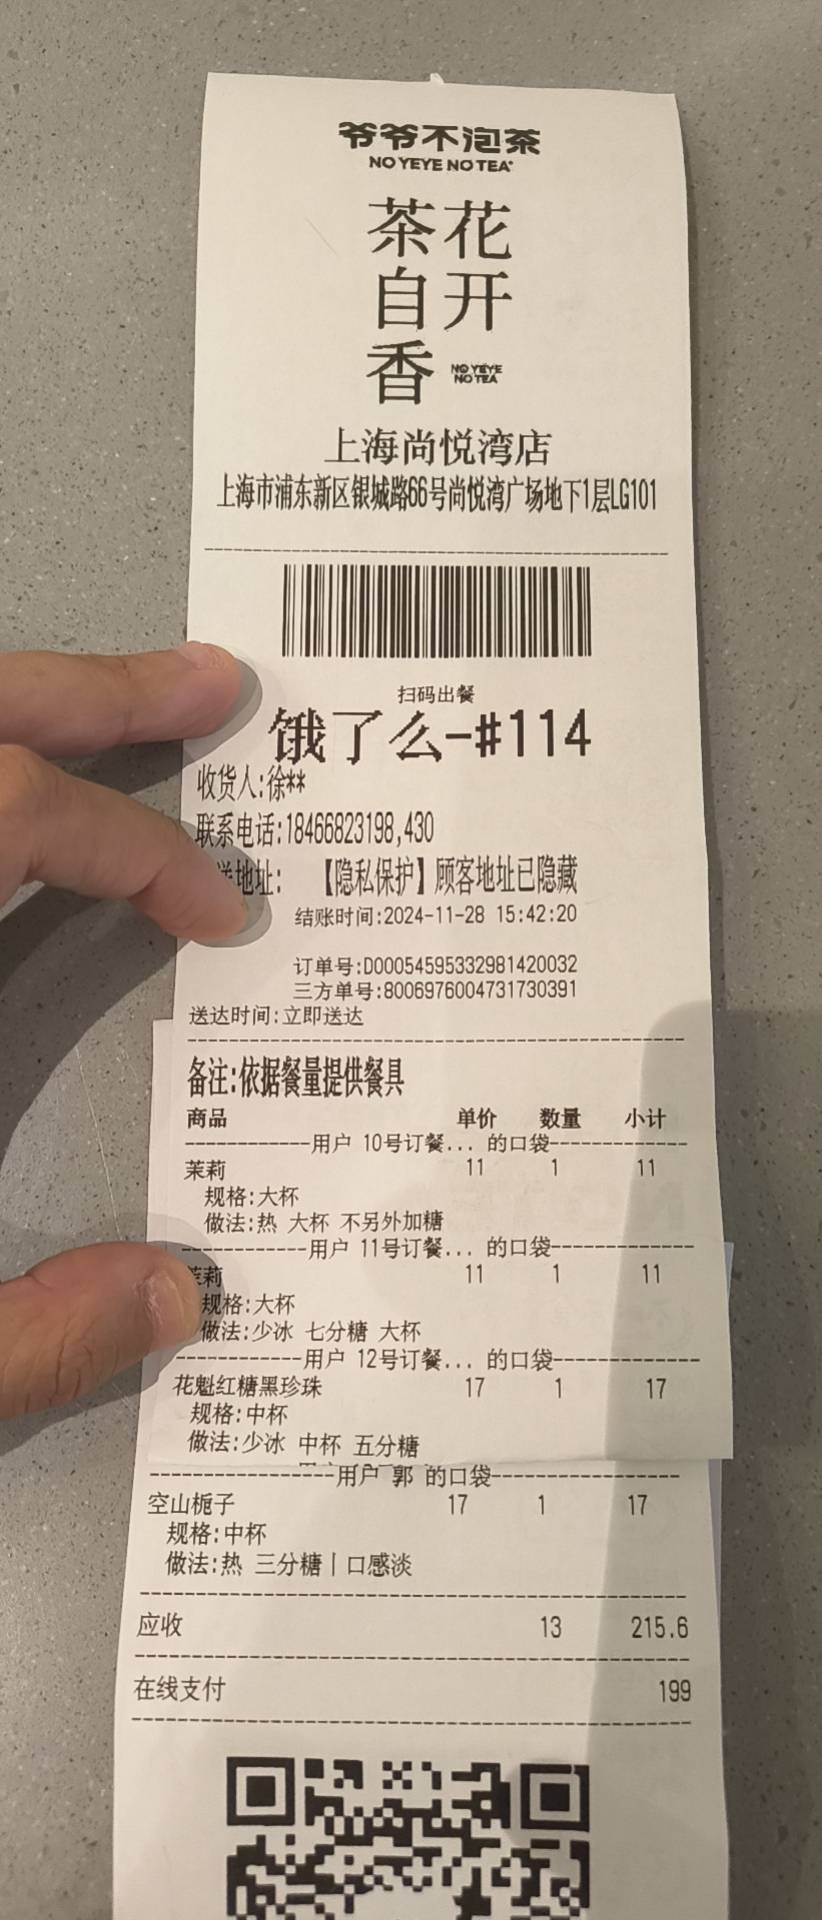 爷爷不泡茶
NO YEYE NO TEA
茶花
自开
香 NO YEYE NO TEA
上海尚悦湾店
上海市浦东新区银城路66号尚悦湾广场地下1层LG101
扫码出餐
饿了么-#114
收货人:徐**
联系电话:18466823198,430
地址: 【隐私保护】顾客地址已隐藏
结账时间:2024-11-28 15:42:20
订单号:D000545953329814200​32
三方单号:8006976004731730391
送达时间:立即送达
备注:依据餐量提供餐具
商品 单价 数量 小计
------------用户 10号订餐... 的口袋------------
茉莉 11 1 11
规格:大杯
做法:热 大杯 不另外加糖
------------用户 11号订餐... 的口袋------------
茉莉 11 1 11
规格:大杯
做法:少冰 七分糖 大杯
------------用户 12号订餐... 的口袋------------
花魁红糖黑珍珠 17 1 17
规格:中杯
做法:少冰 中杯 五分糖
------------------用户 郭 的口袋------------------
空山栀子 17 1 17
规格:中杯
做法:热 三分糖|口感淡
应收 13 215.6
在线支付 199